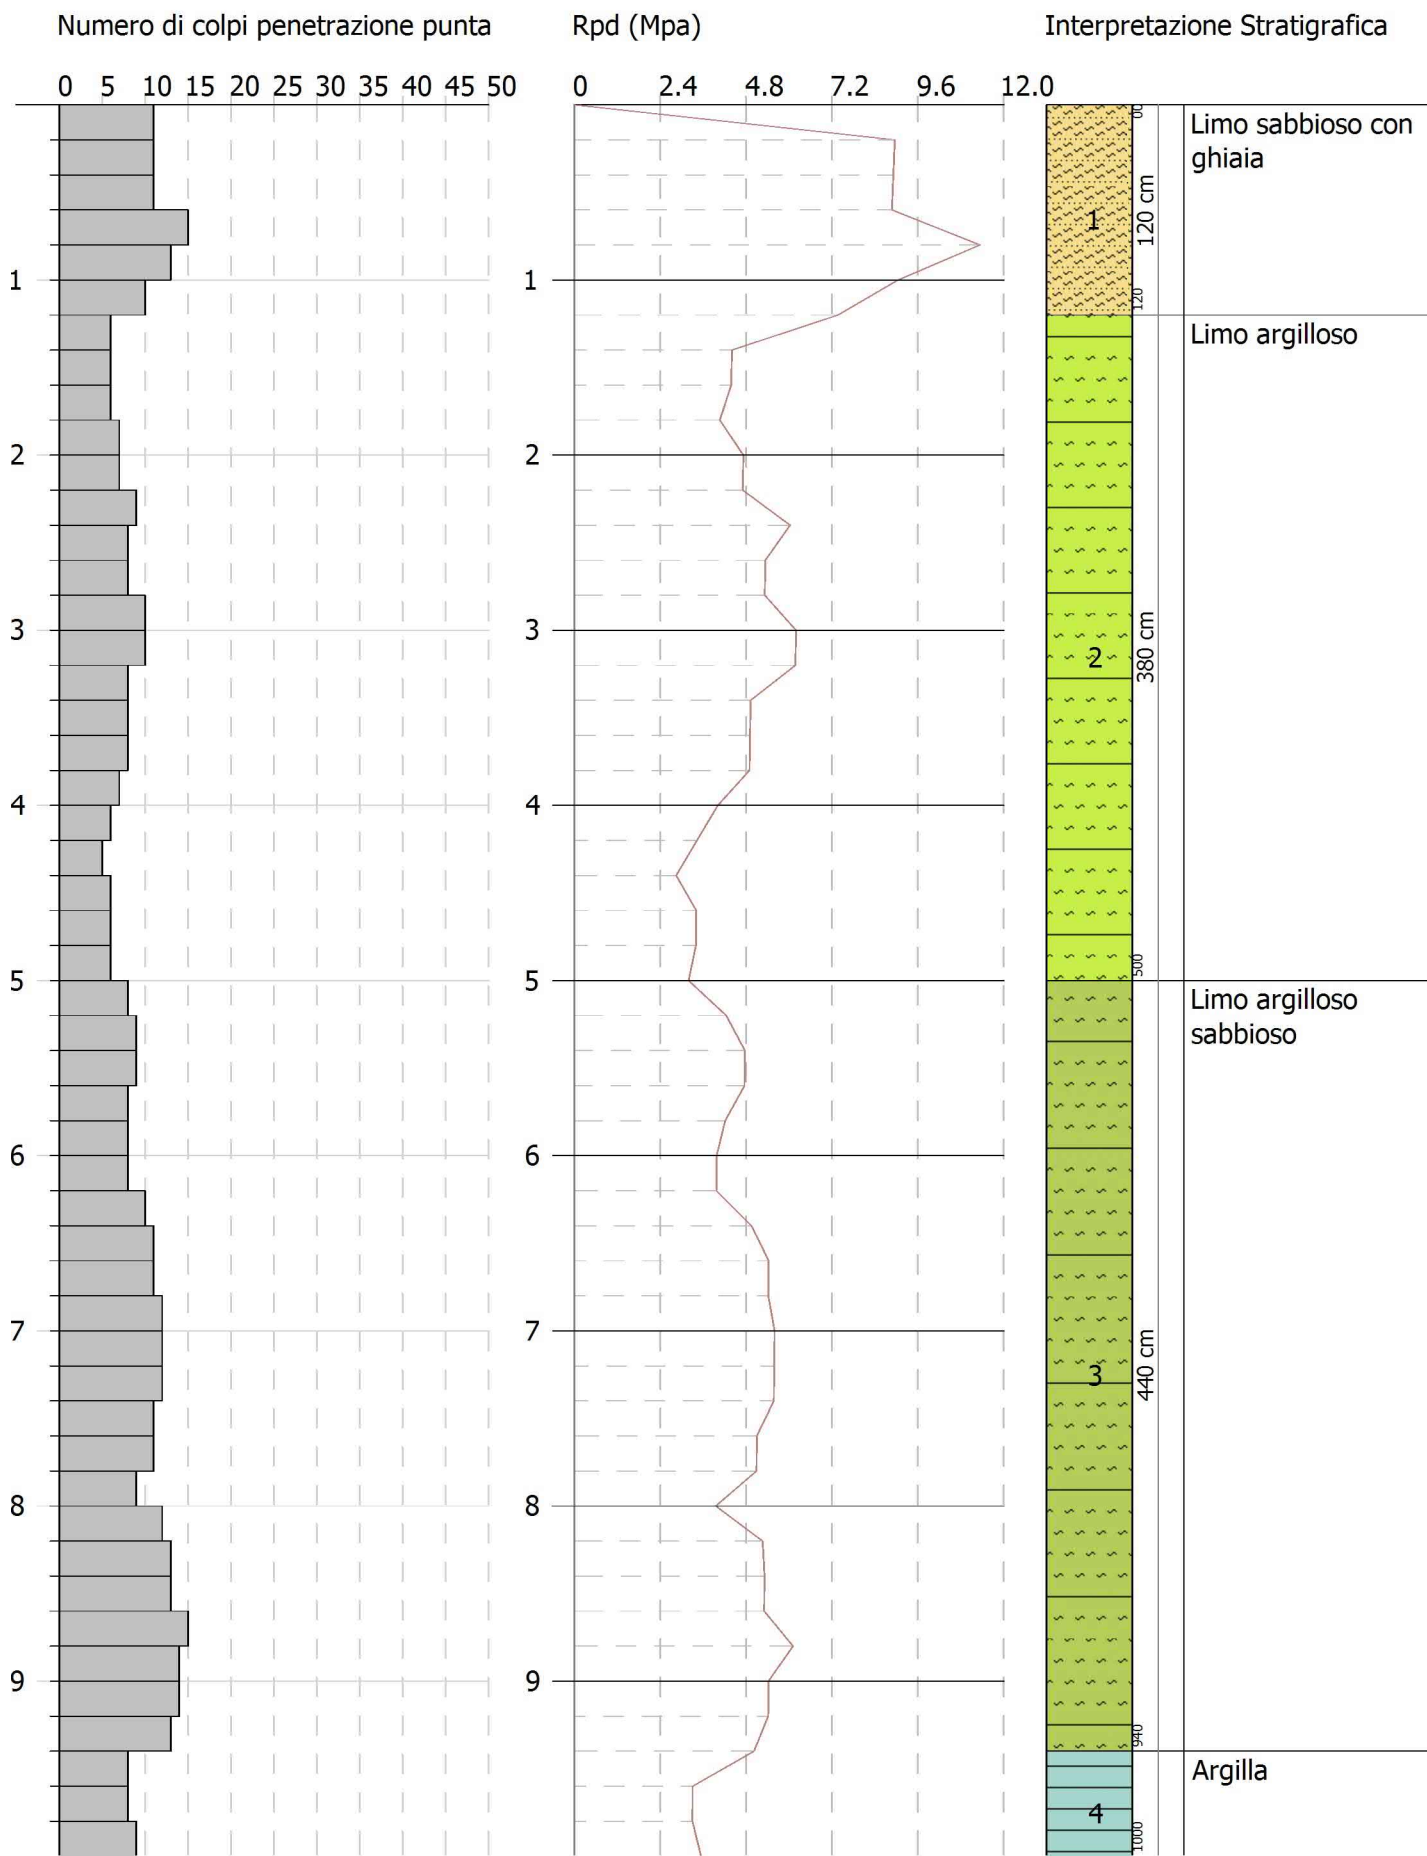 Numero di colpi penetrazione punta
Rpd (Mpa)
Interpretazione Stratigrafica
0 5 10 15 20 25 30 35 40 45 50
0 2.4 4.8 7.2 9.6 12.0
00
Limo sabbioso con
ghiaia
1
120 cm
1
1
120
Limo argilloso
2
2
3
3
2
380 cm
4
4
500
5
5
Limo argilloso
sabbioso
6
6
7
7
3
440 cm
8
8
9
9
940
Argilla
4
1000